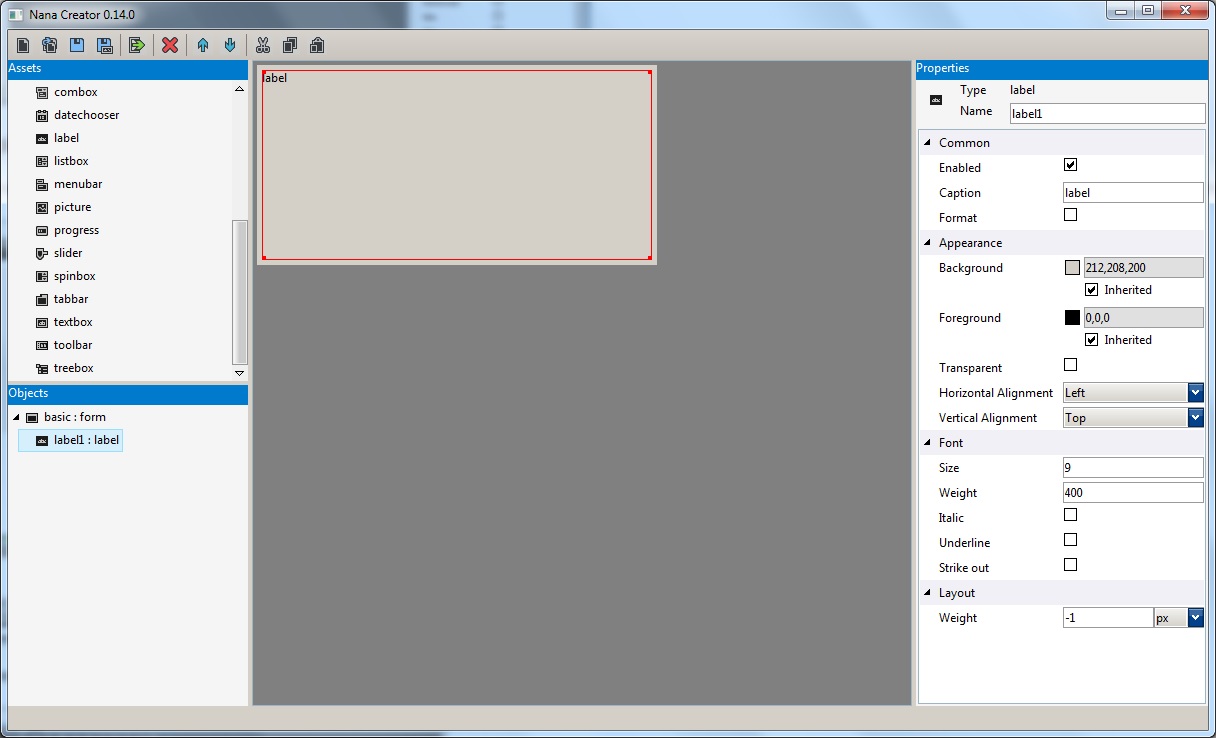 Nana Creator 0.14.0
Assets
combox
datechooser
label
listbox
menubar
picture
progress
slider
spinbox
tabbar
textbox
toolbar
treebox
Objects
basic : form
label1 : label
label
Properties
Type label
Name label1
Common
Enabled
Caption label
Format
Appearance
Background 212,208,200
Inherited
Foreground 0,0,0
Inherited
Transparent
Horizontal Alignment Left
Vertical Alignment Top
Font
Size 9
Weight 400
Italic
Underline
Strike out
Layout
Weight -1 px